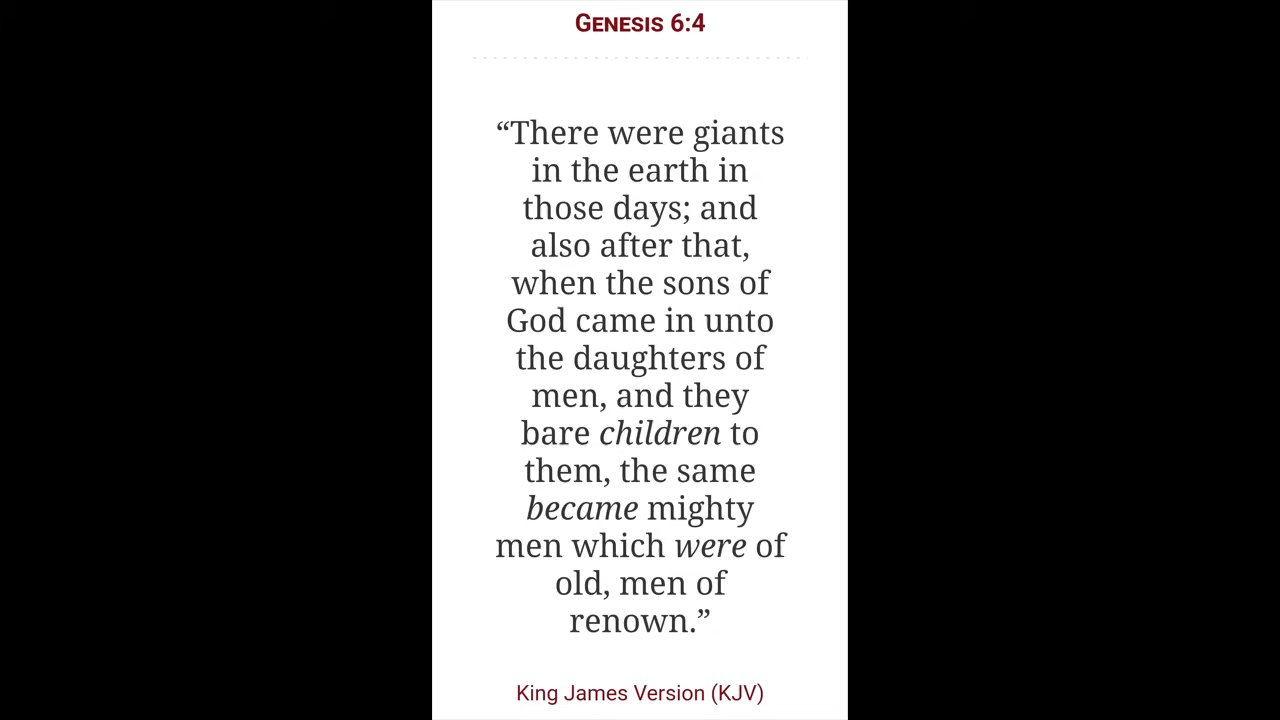 GENESIS 6:4
“There were giants
in the earth in
those days; and
also after that,
when the sons of
God came in unto
the daughters of
men, and they
bare children to
them, the same
became mighty
men which were of
old, men of
renown.”
King James Version (KJV)